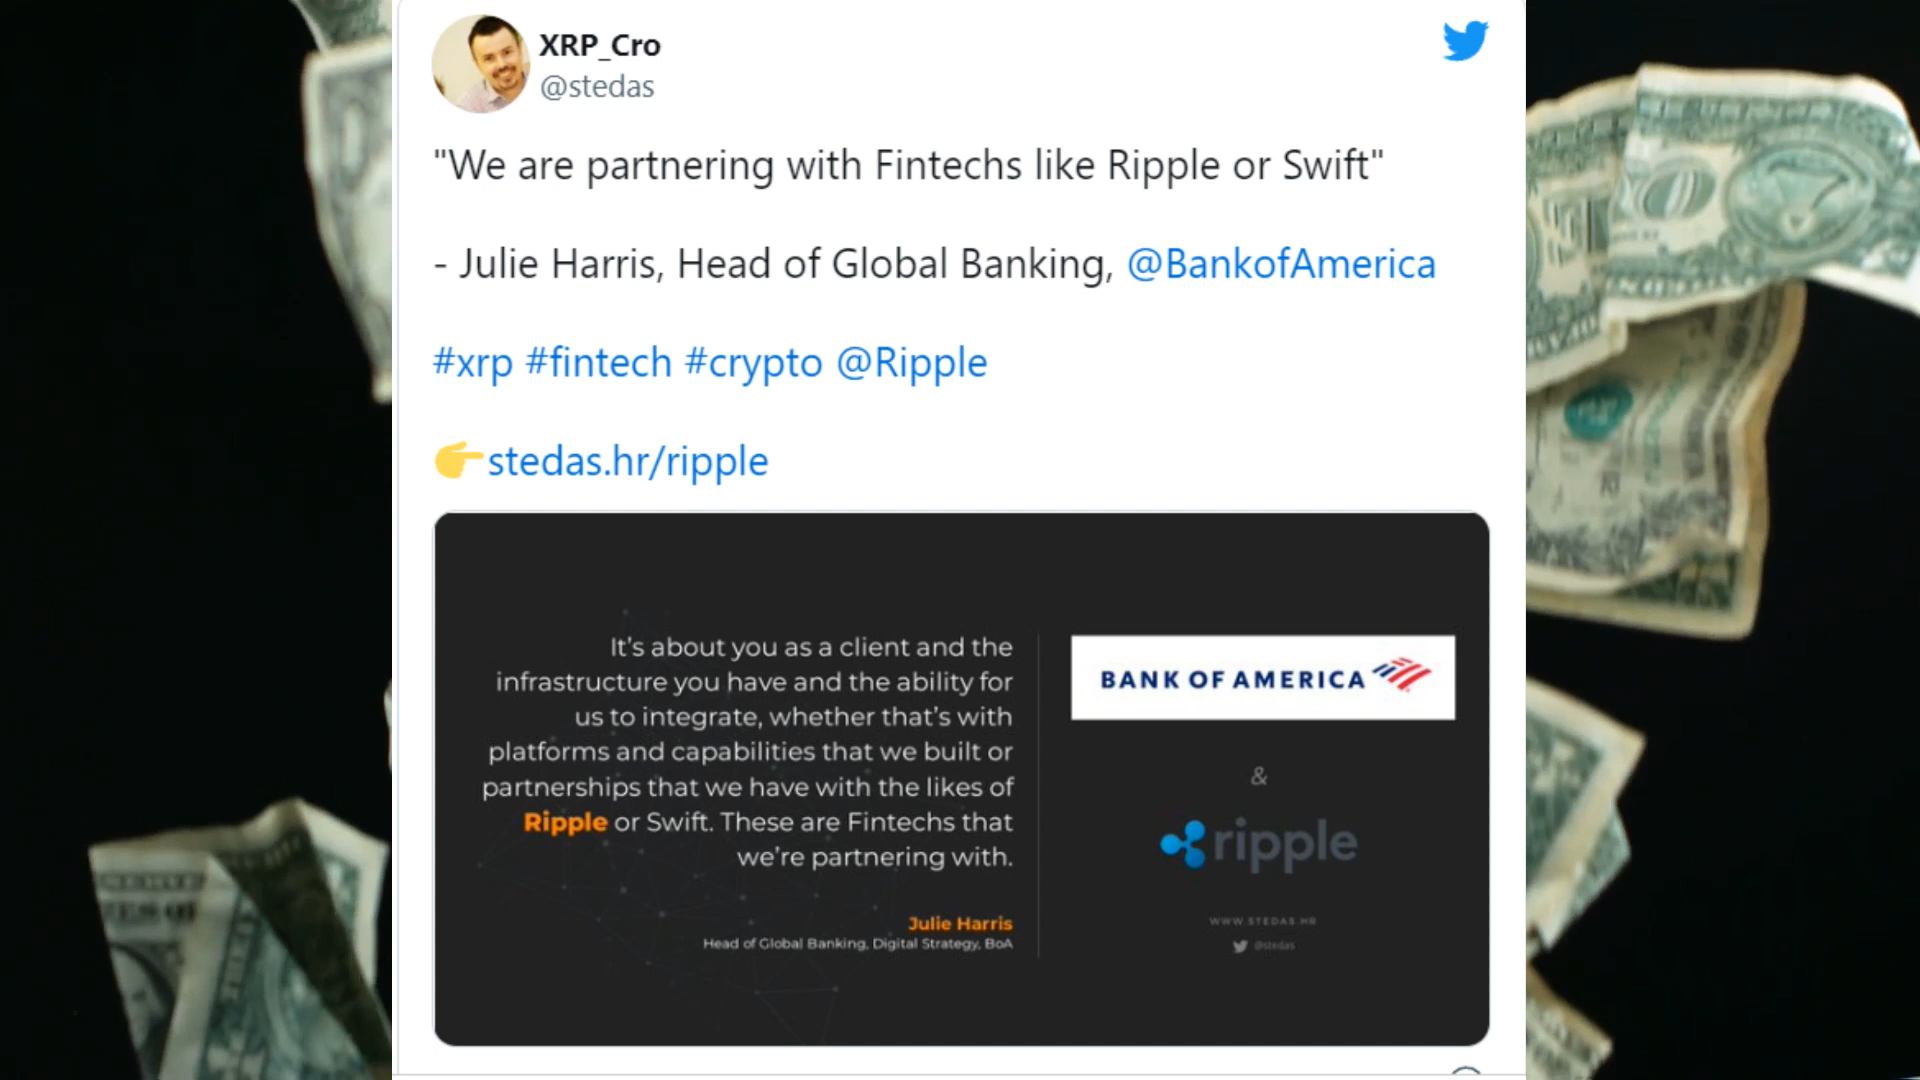 XRP_Cro
@stedas
"We are partnering with Fintechs like Ripple or Swift"
- Julie Harris, Head of Global Banking, @BankofAmerica
#xrp #fintech #crypto @Ripple
👉stedas.hr/ripple
It's about you as a client and the
infrastructure you have and the ability for
us to integrate, whether that's with
platforms and capabilities that we built or
partnerships that we have with the likes of
Ripple or Swift. These are Fintechs that
we're partnering with.
Julie Harris
Head of Global Banking, Digital Strategy, BoA
BANK OF AMERICA
&
ripple
WWW.STEDAS.HR
@stedas